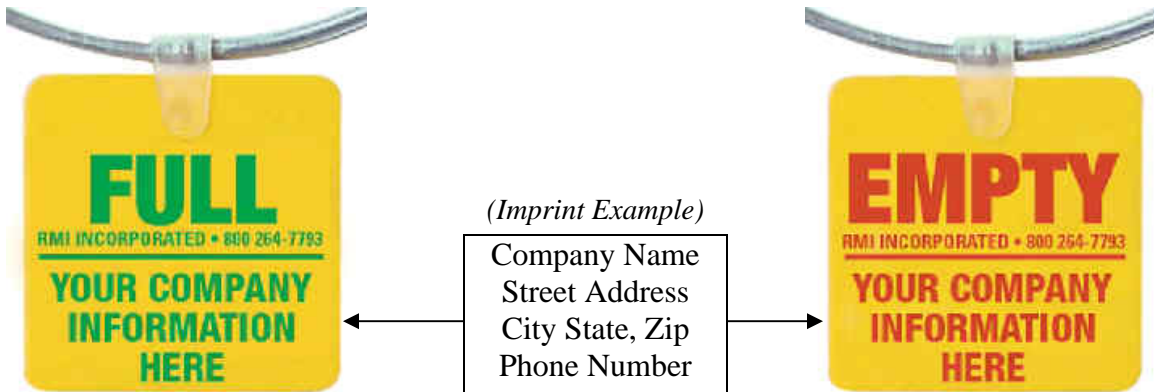 FULL
RMI INCORPORATED • 800 264-7793
YOUR COMPANY
INFORMATION
HERE
(Imprint Example)
Company Name
Street Address
City State, Zip
Phone Number
EMPTY
RMI INCORPORATED • 800 264-7793
YOUR COMPANY
INFORMATION
HERE